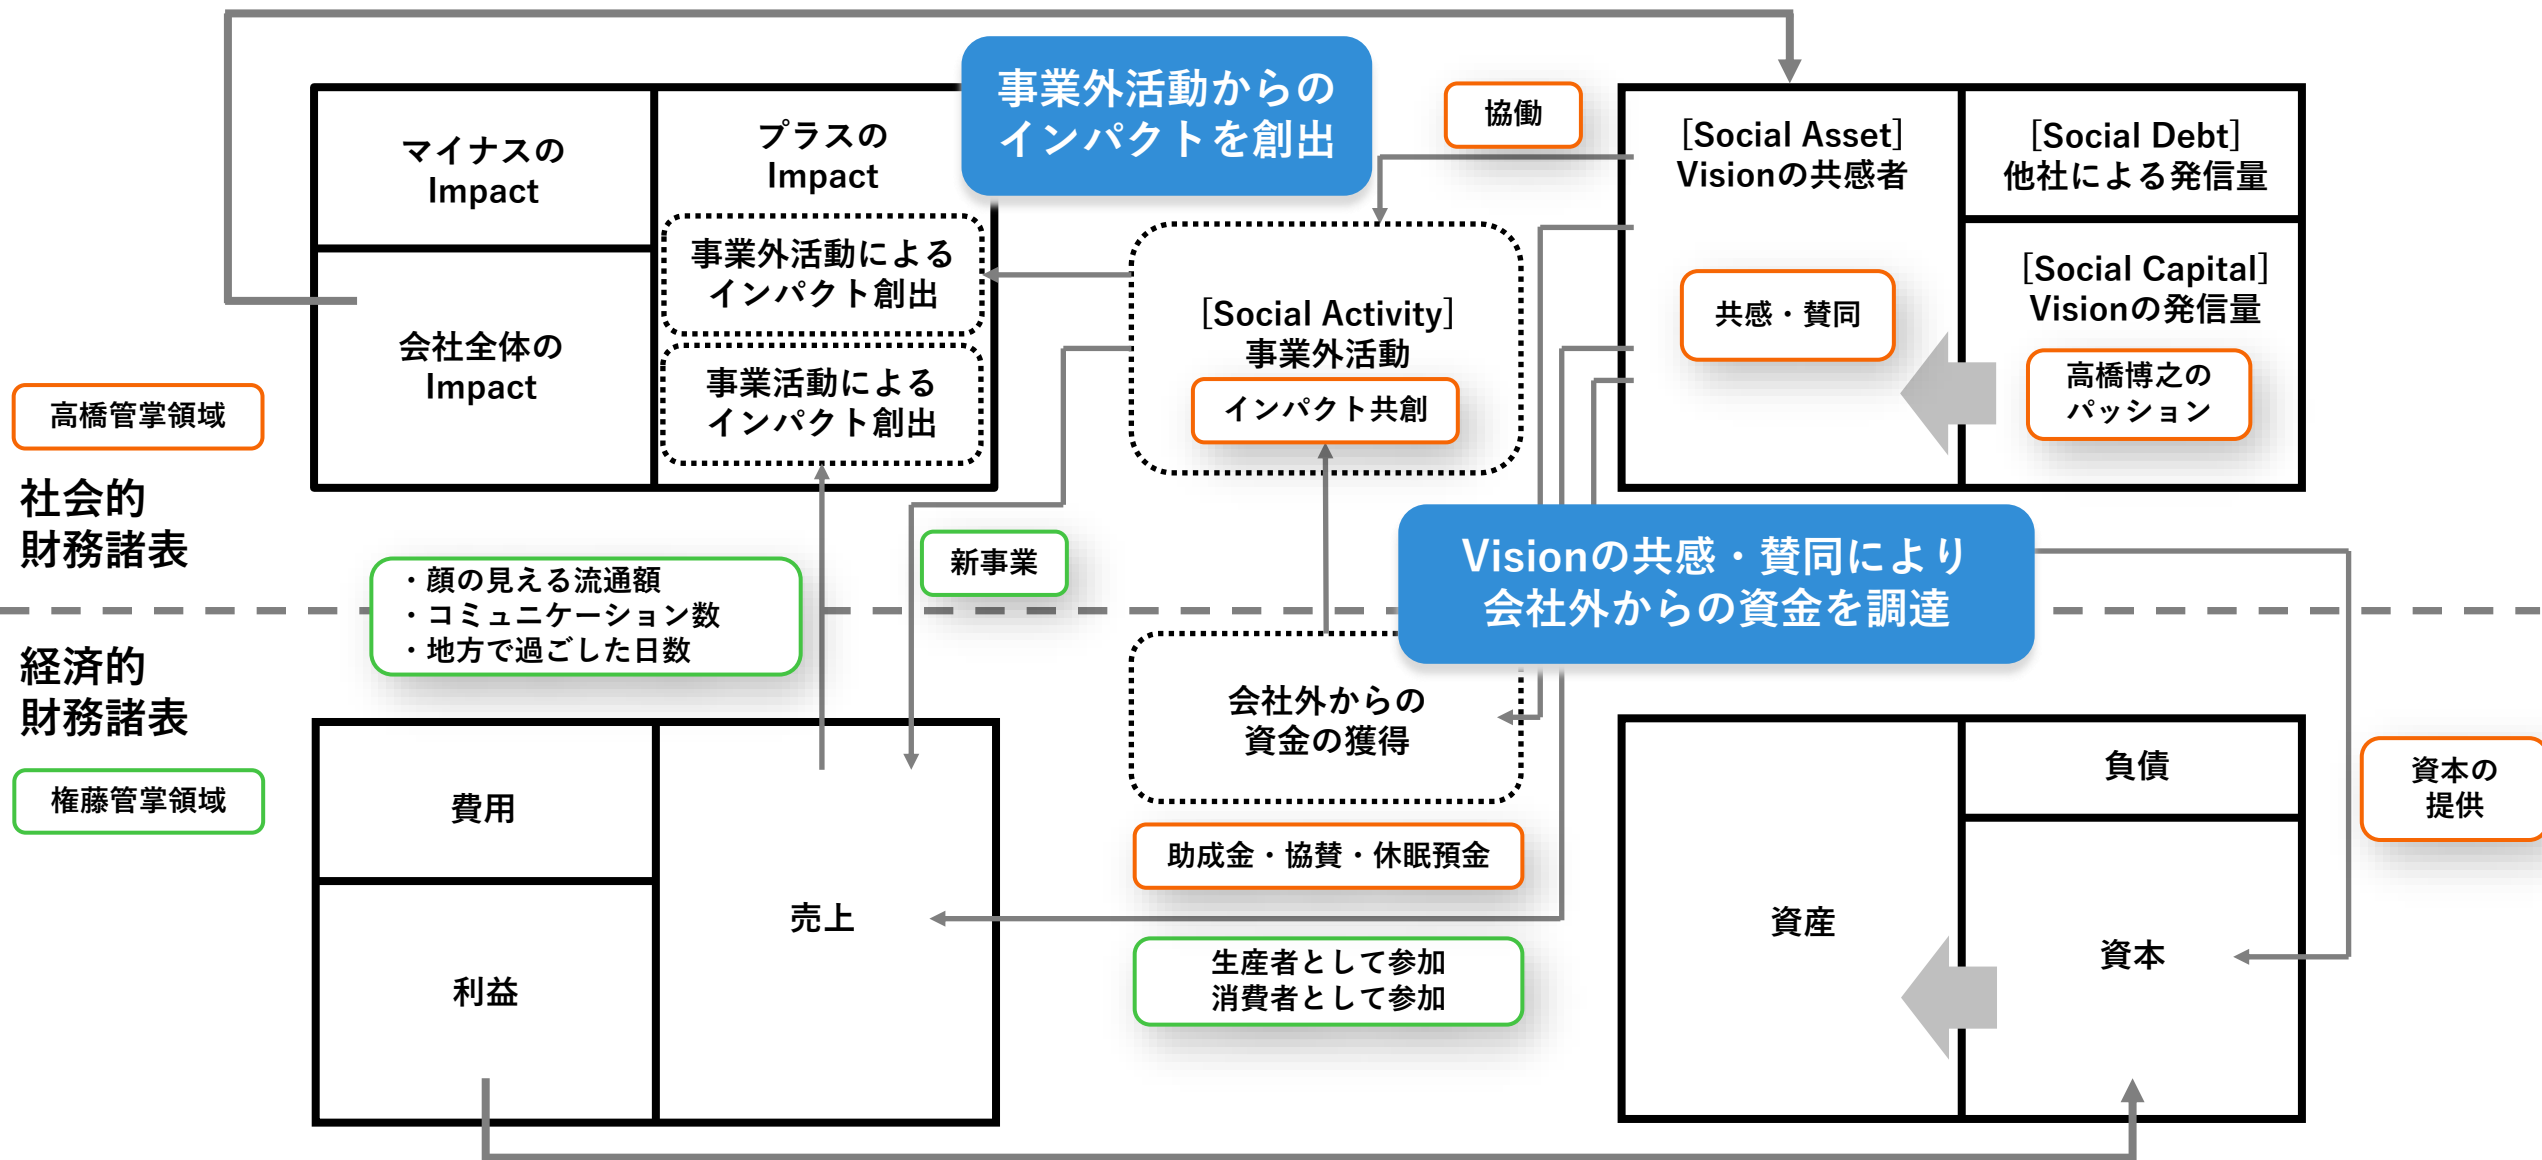 事業外活動からの
インパクトを創出
協働
マイナスの
Impact
プラスの
Impact
[Social Asset]
Visionの共感者
[Social Debt]
他社による発信量
事業外活動による
インパクト創出
[Social Activity]
事業外活動
インパクト共創
共感・賛同
[Social Capital]
Visionの発信量
高橋博之の
パッション
会社全体の
Impact
事業活動による
インパクト創出
高橋管掌領域
社会的
財務諸表
・顔の見える流通額
・コミュニケーション数
・地方で過ごした日数
新事業
Visionの共感・賛同により
会社外からの資金を調達
経済的
財務諸表
権藤管掌領域
費用
利益
売上
会社外からの
資金の獲得
助成金・協賛・休眠預金
生産者として参加
消費者として参加
資産
負債
資本
資本の
提供